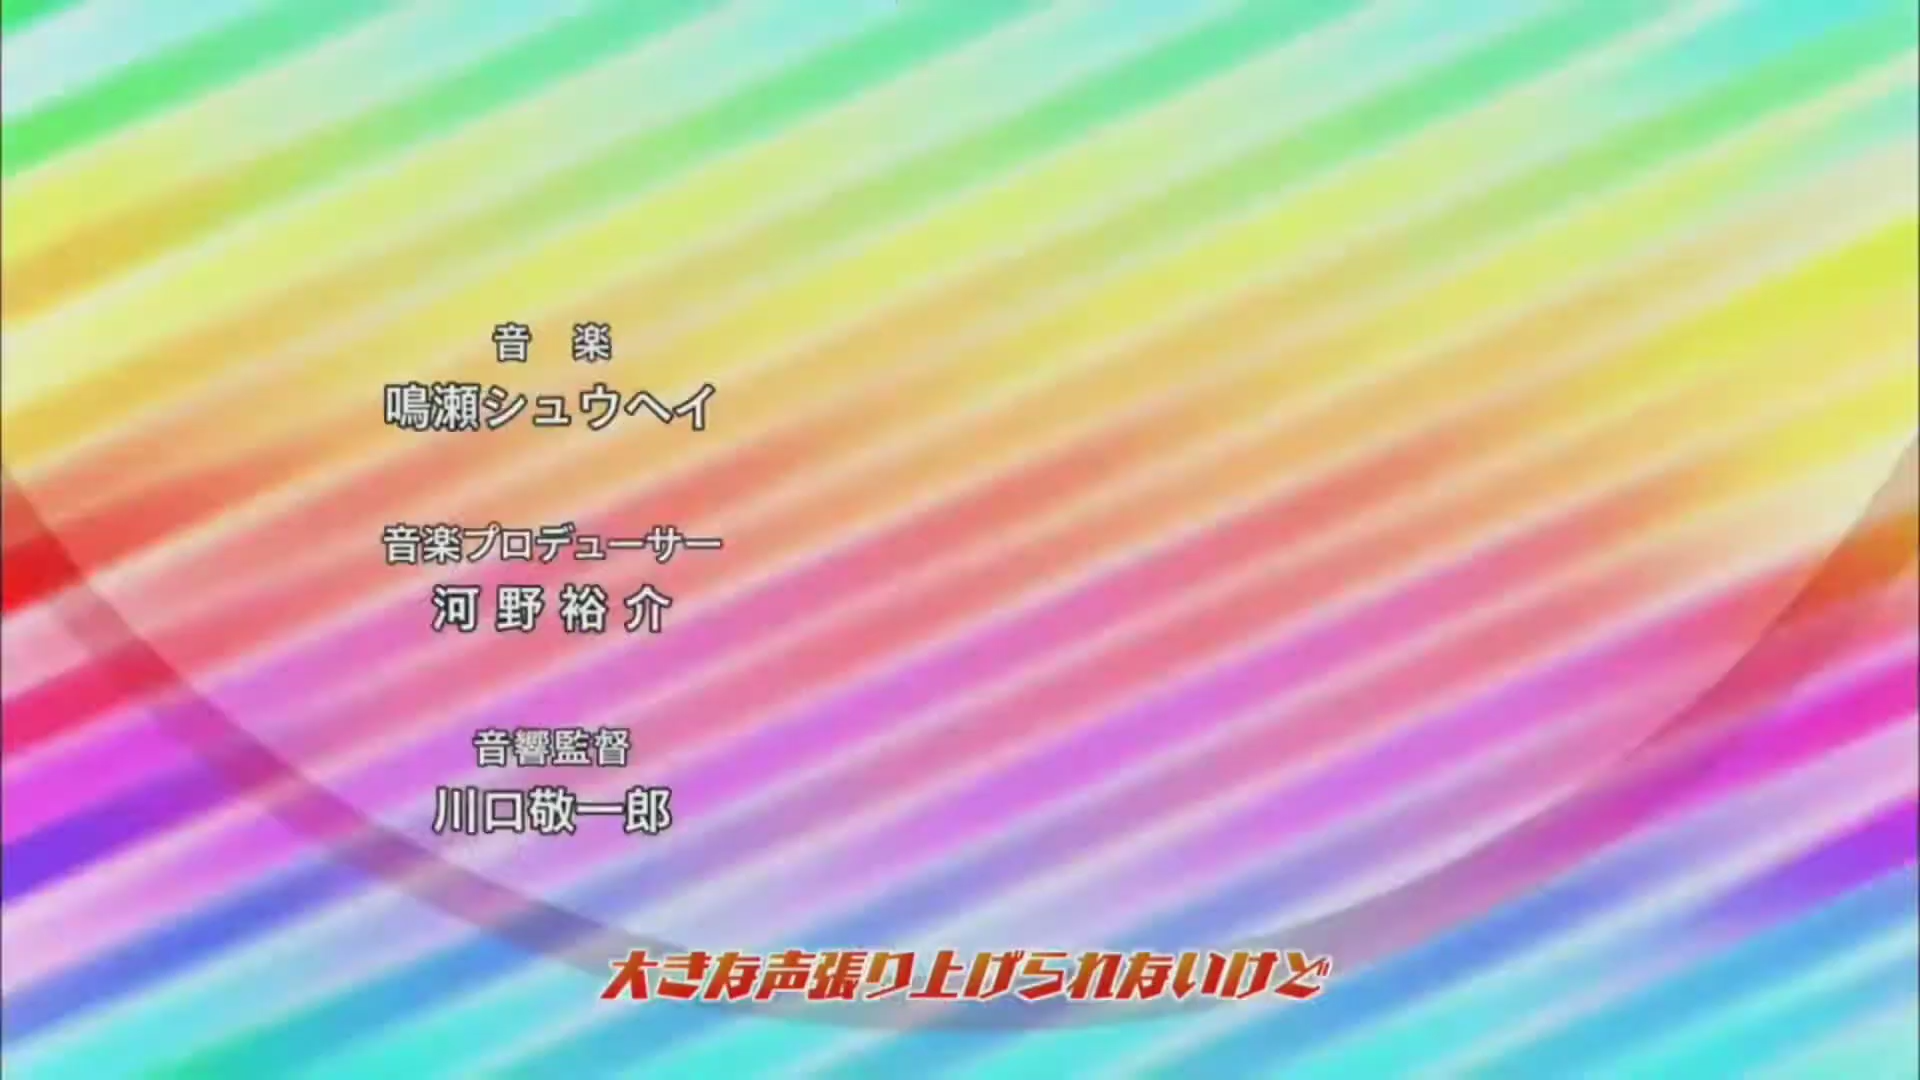 音　楽
鳴瀬シュウヘイ
音楽プロデューサー
河野裕介
音響監督
川口敬一郎
大きな声張り上げられないけど